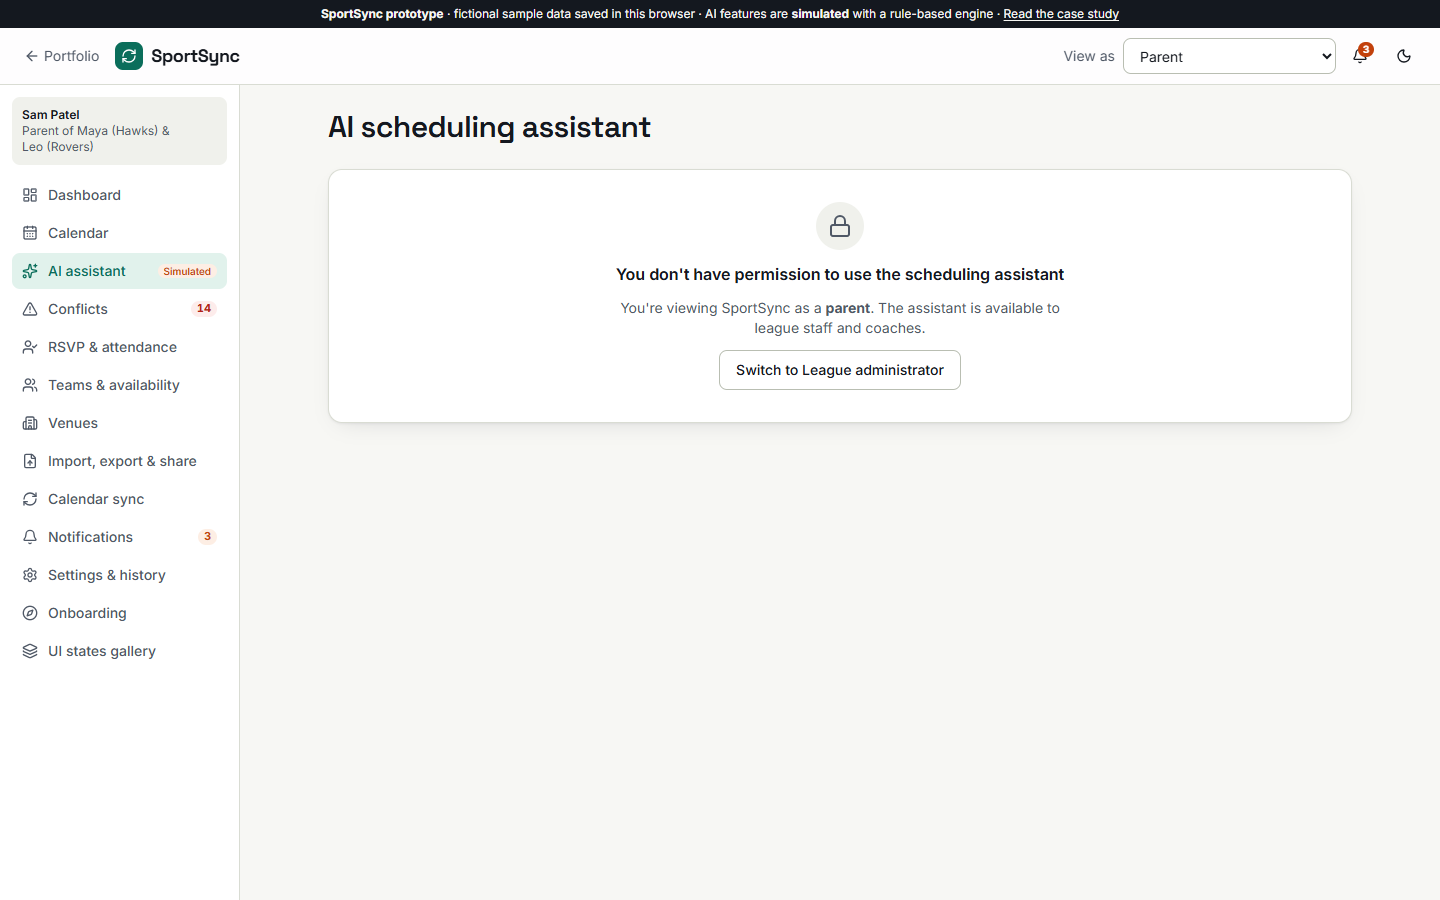 SportSync prototype · fictional sample data saved in this browser · AI features are simulated with a rule-based engine · Read the case study
Portfolio
SportSync
View as
Parent
3
Sam Patel
Parent of Maya (Hawks) &
Leo (Rovers)
Dashboard
Calendar
AI assistant
Simulated
Conflicts
14
RSVP & attendance
Teams & availability
Venues
Import, export & share
Calendar sync
Notifications
3
Settings & history
Onboarding
UI states gallery
AI scheduling assistant
You don't have permission to use the scheduling assistant
You're viewing SportSync as a parent. The assistant is available to
league staff and coaches.
Switch to League administrator